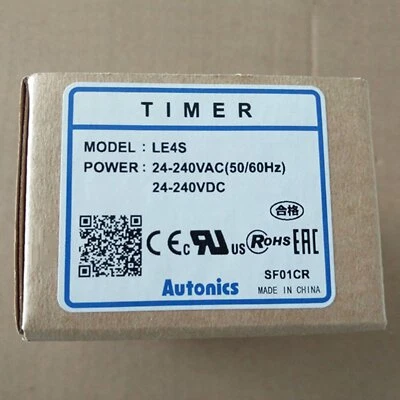 TIMER
MODEL : LE4S
POWER : 24-240VAC(50/60Hz)
24-240VDC
合格
CE c RU US RoHS EAC
SF01CR
Autonics
MADE IN CHINA